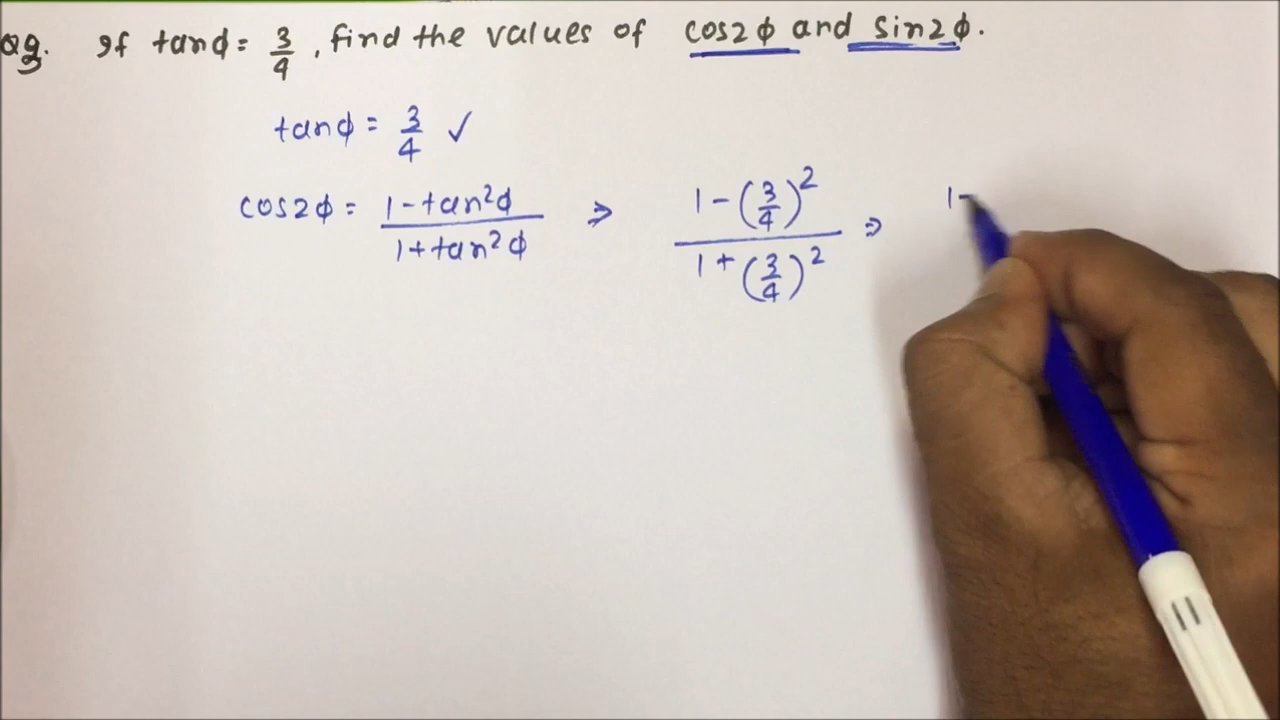 Q9. If tanϕ = 3/4, find the values of cos2ϕ and sin2ϕ.
tanϕ = 3/4 ✓
cos2ϕ = (1-tan²ϕ)/(1+tan²ϕ) ⇒ (1-(3/4)²)/(1+(3/4)²) ⇒ 1-